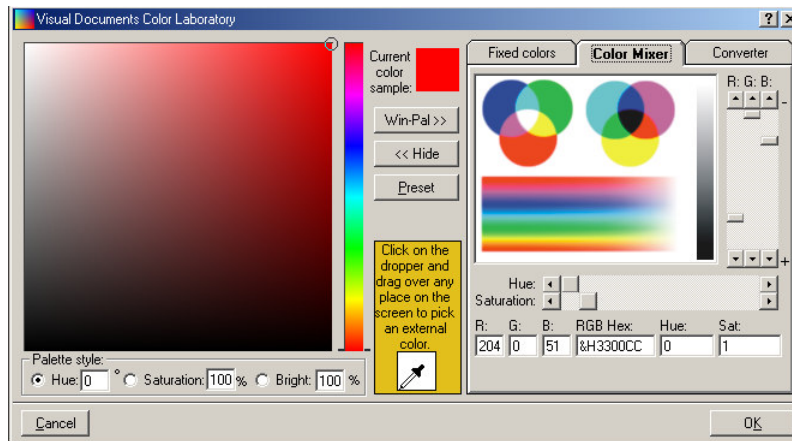 Visual Documents Color Laboratory
Current
color
sample:
Win-Pal >>
<< Hide
Preset
Click on the
dropper and
drag over any
place on the
screen to pick
an external
color.
Palette style:
Hue: 0 ° Saturation: 100 % Bright: 100 %
Fixed colors Color Mixer Converter
R: G: B:
-
+
Hue:
Saturation:
R: G: B: RGB Hex: Hue: Sat:
204 0 51 &H3300CC 0 1
Cancel OK